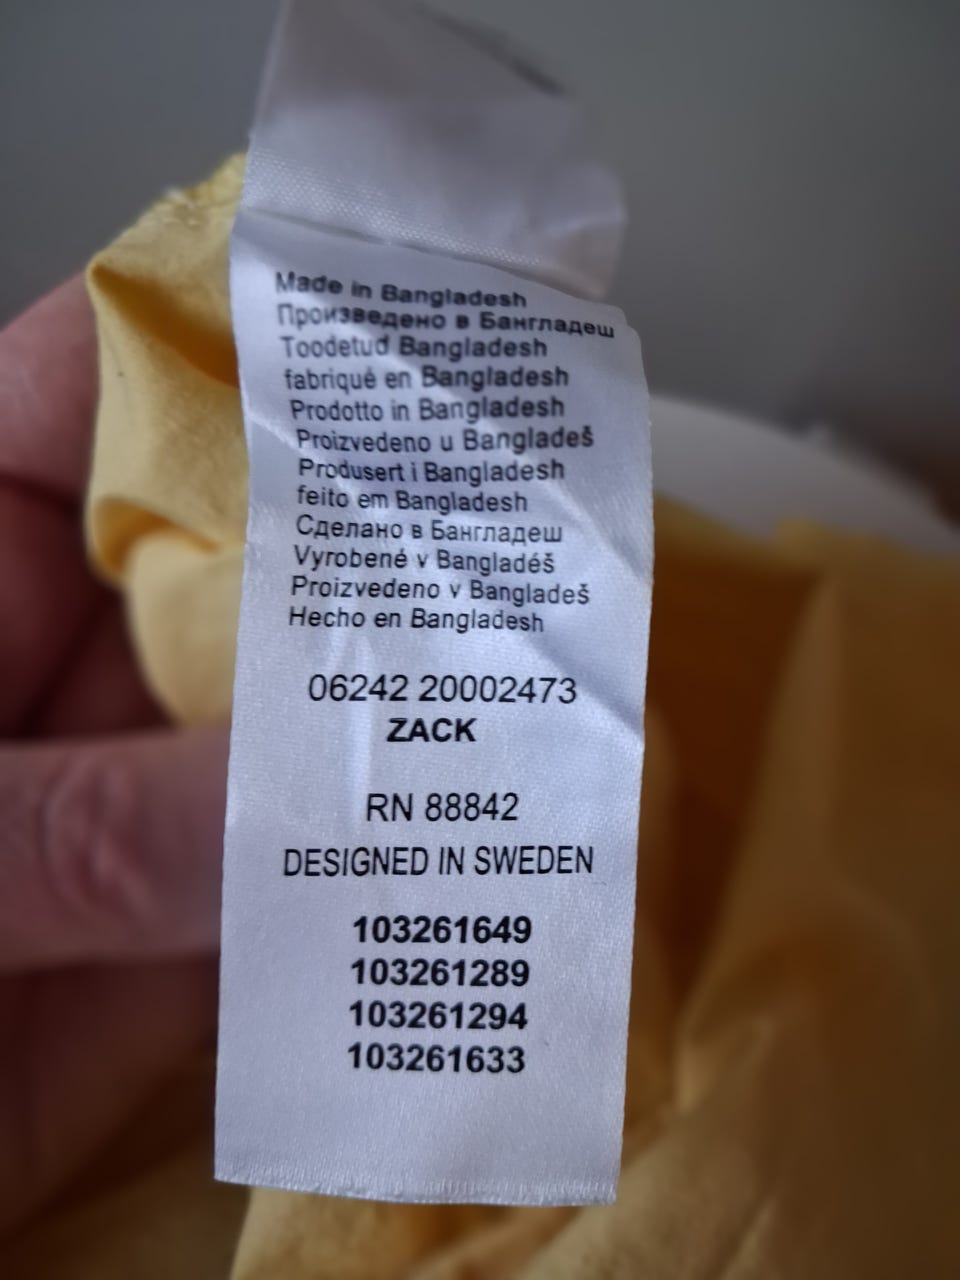 Made in Bangladesh
Произведено в Бангладеш
Toodetud Bangladesh
fabriqué en Bangladesh
Prodotto in Bangladesh
Proizvedeno u Bangladeš
Produsert i Bangladesh
feito em Bangladesh
Сделано в Бангладеш
Vyrobené v Bangladéš
Proizvedeno v Bangladeš
Hecho en Bangladesh
06242 20002473
ZACK
RN 88842
DESIGNED IN SWEDEN
103261649
103261289
103261294
103261633